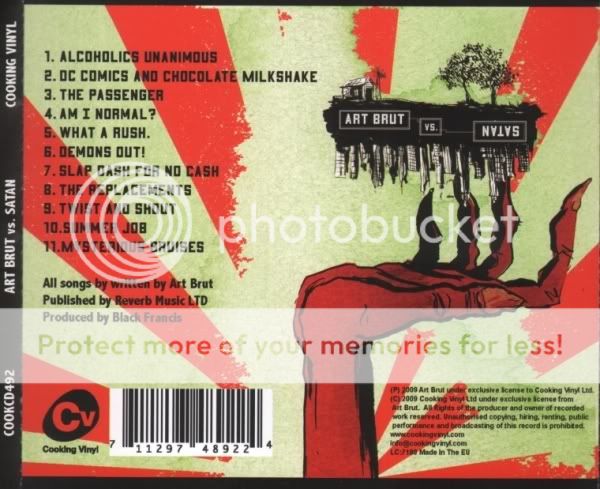 COOKING VINYL
ART BRUT vs. SATAN
COOKCD492
1. ALCOHOLICS UNANIMOUS
2. DC COMICS AND CHOCOLATE MILKSHAKE
3. THE PASSENGER
4. AM I NORMAL?
5. WHAT A RUSH.
6. DEMONS OUT!
7. SLAP DASH FOR NO CASH
8. THE REPLACEMENTS
9. TWIST AND SHOUT
10. SUMMER JOB
11. MYSTERIOUS BRUISES
ART BRUT vs. SATAN
All songs by written by Art Brut
Published by Reverb Music LTD
Produced by Black Francis
photobucket
Protect more of your memories for less!
Cv
Cooking Vinyl
7 11297 48922 4
(P) 2009 Art Brut under exclusive license to Cooking Vinyl Ltd.
(C) 2009 Cooking Vinyl Ltd under exclusive license from
Art Brut. All Rights of the producer and owner of recorded
work reserved. Unauthorised copying, hiring, renting, public
performance and broadcasting of this record is prohibited.
www.cookingvinyl.com
info@cookingvinyl.com
LC:7180 Made In The EU